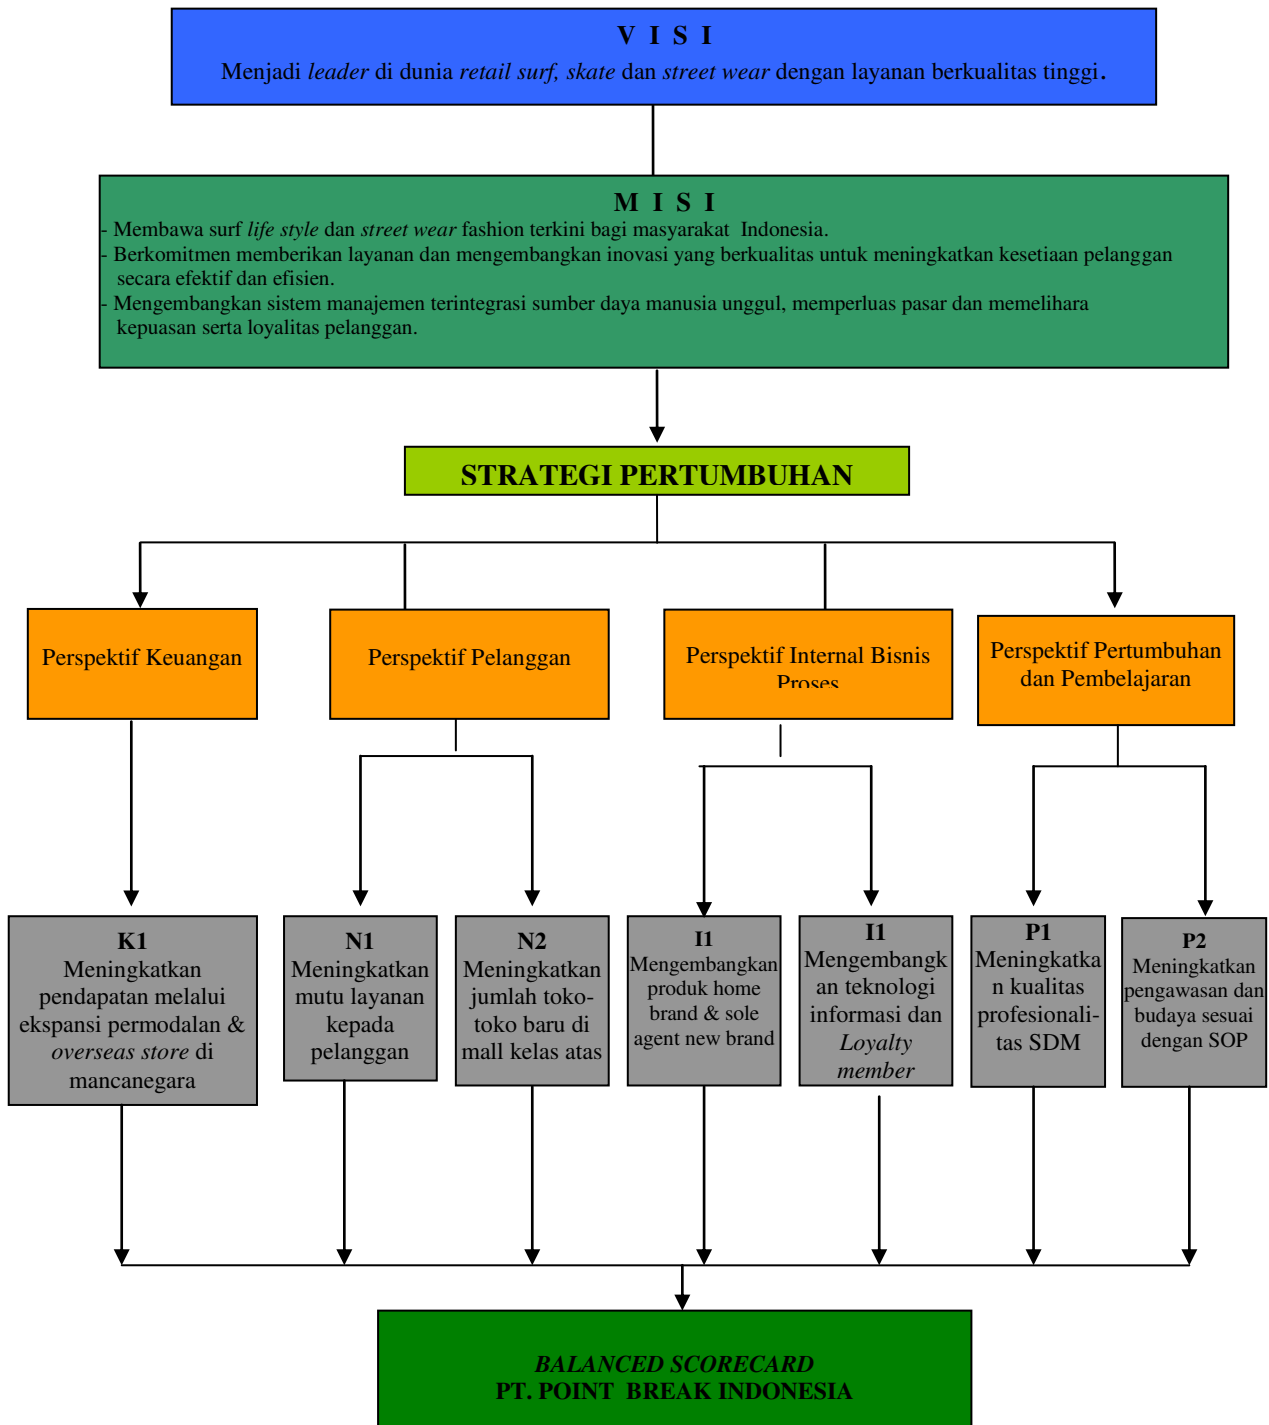 V I S I
Menjadi leader di dunia retail surf, skate dan street wear dengan layanan berkualitas tinggi.
M I S I
- Membawa surf life style dan street wear fashion terkini bagi masyarakat Indonesia.
- Berkomitmen memberikan layanan dan mengembangkan inovasi yang berkualitas untuk meningkatkan kesetiaan pelanggan
secara efektif dan efisien.
- Mengembangkan sistem manajemen terintegrasi sumber daya manusia unggul, memperluas pasar dan memelihara
kepuasan serta loyalitas pelanggan.
STRATEGI PERTUMBUHAN
Perspektif Keuangan
Perspektif Pelanggan
Perspektif Internal Bisnis
Proses
Perspektif Pertumbuhan
dan Pembelajaran
K1
Meningkatkan
pendapatan melalui
ekspansi permodalan &
overseas store di
mancanegara
N1
Meningkatkan
mutu layanan
kepada
pelanggan
N2
Meningkatkan
jumlah toko-
toko baru di
mall kelas atas
I1
Mengembangkan
produk home
brand & sole
agent new brand
I1
Mengembangk
an teknologi
informasi dan
Loyalty
member
P1
Meningkatka
n kualitas
profesionali-
tas SDM
P2
Meningkatkan
pengawasan dan
budaya sesuai
dengan SOP
BALANCED SCORECARD
PT. POINT BREAK INDONESIA